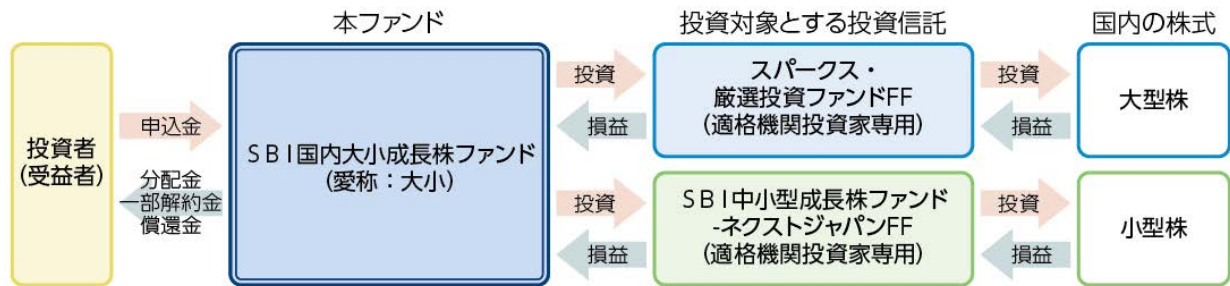 本ファンド
投資対象とする投資信託
国内の株式
投資者
(受益者)
申込金
分配金
一部解約金
償還金
SBI国内大小成長株ファンド
(愛称:大小)
投資
損益
スパークス・
厳選投資ファンドFF
(適格機関投資家専用)
投資
損益
大型株
投資
損益
SBI中小型成長株ファンド
-ネクストジャパンFF
(適格機関投資家専用)
投資
損益
小型株